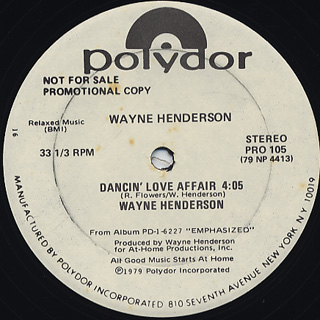 polydor
NOT FOR SALE
PROMOTIONAL COPY
WAYNE HENDERSON
Relaxed Music
(BMI)
STEREO
33 1/3 RPM
PRO 105
(79 NP 4413)
16
DANCIN' LOVE AFFAIR 4:05
(R. Flowers/W. Henderson)
WAYNE HENDERSON
From Album PD-1-6227 "EMPHASIZED"
Produced by Wayne Henderson
for At-Home Productions, Inc.
All Good Music Starts At Home
Ⓟ©1979 Polydor Incorporated
MANUFACTURED BY POLYDOR INCORPORATED 810 SEVENTH AVENUE NEW YORK NY 10019